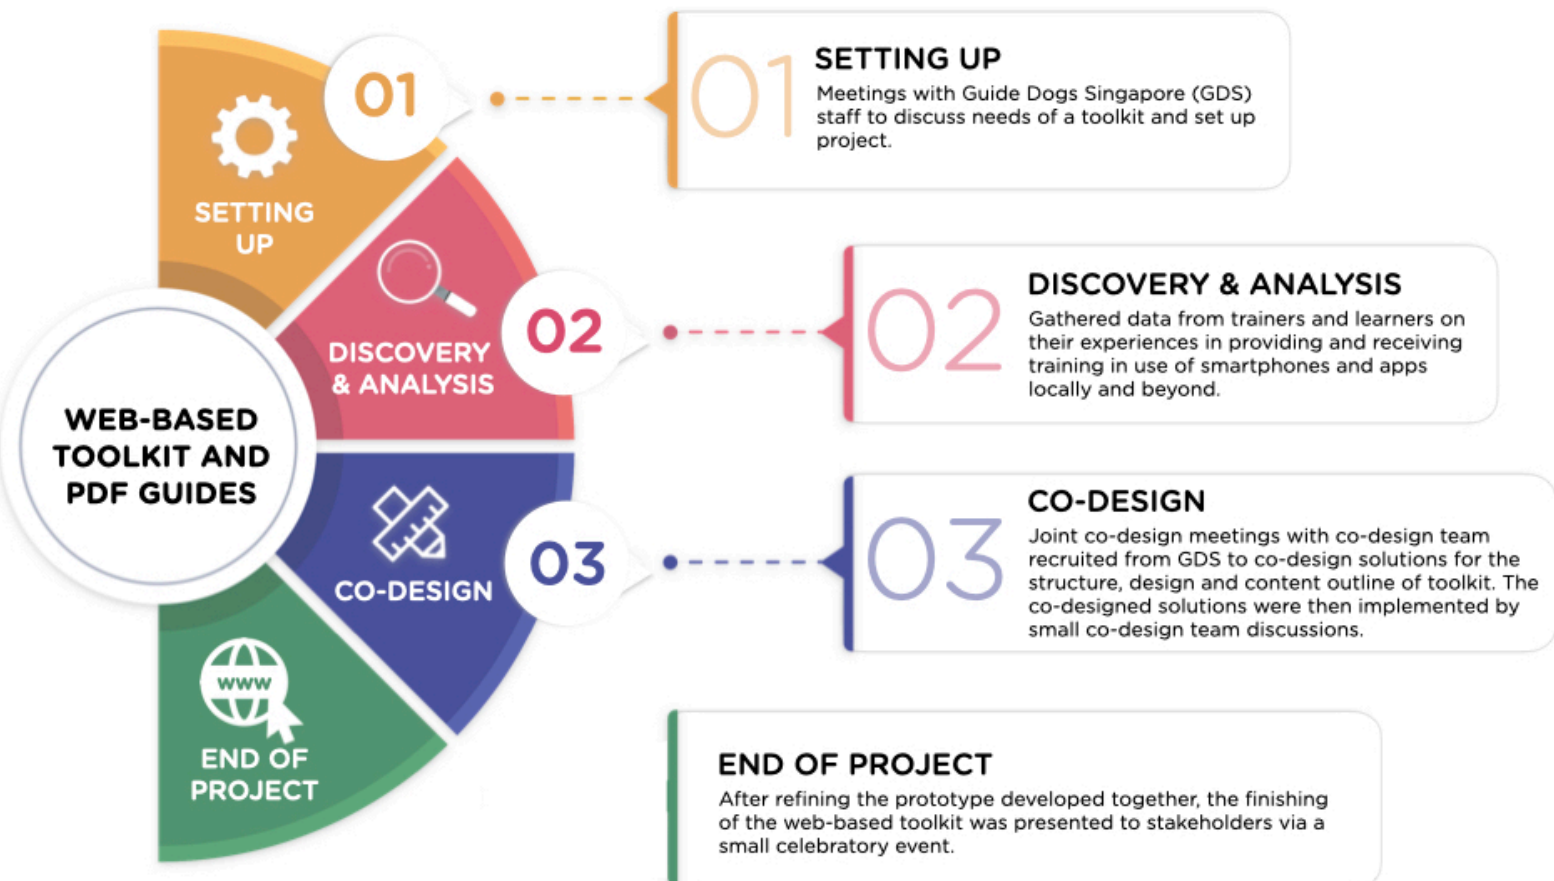 01
SETTING
UP
02
DISCOVERY
& ANALYSIS
WEB-BASED
TOOLKIT AND
PDF GUIDES
03
CO-DESIGN
www
END OF
PROJECT
01
SETTING UP
Meetings with Guide Dogs Singapore (GDS)
staff to discuss needs of a toolkit and set up
project.
02
DISCOVERY & ANALYSIS
Gathered data from trainers and learners on
their experiences in providing and receiving
training in use of smartphones and apps
locally and beyond.
03
CO-DESIGN
Joint co-design meetings with co-design team
recruited from GDS to co-design solutions for the
structure, design and content outline of toolkit. The
co-designed solutions were then implemented by
small co-design team discussions.
END OF PROJECT
After refining the prototype developed together, the finishing
of the web-based toolkit was presented to stakeholders via a
small celebratory event.